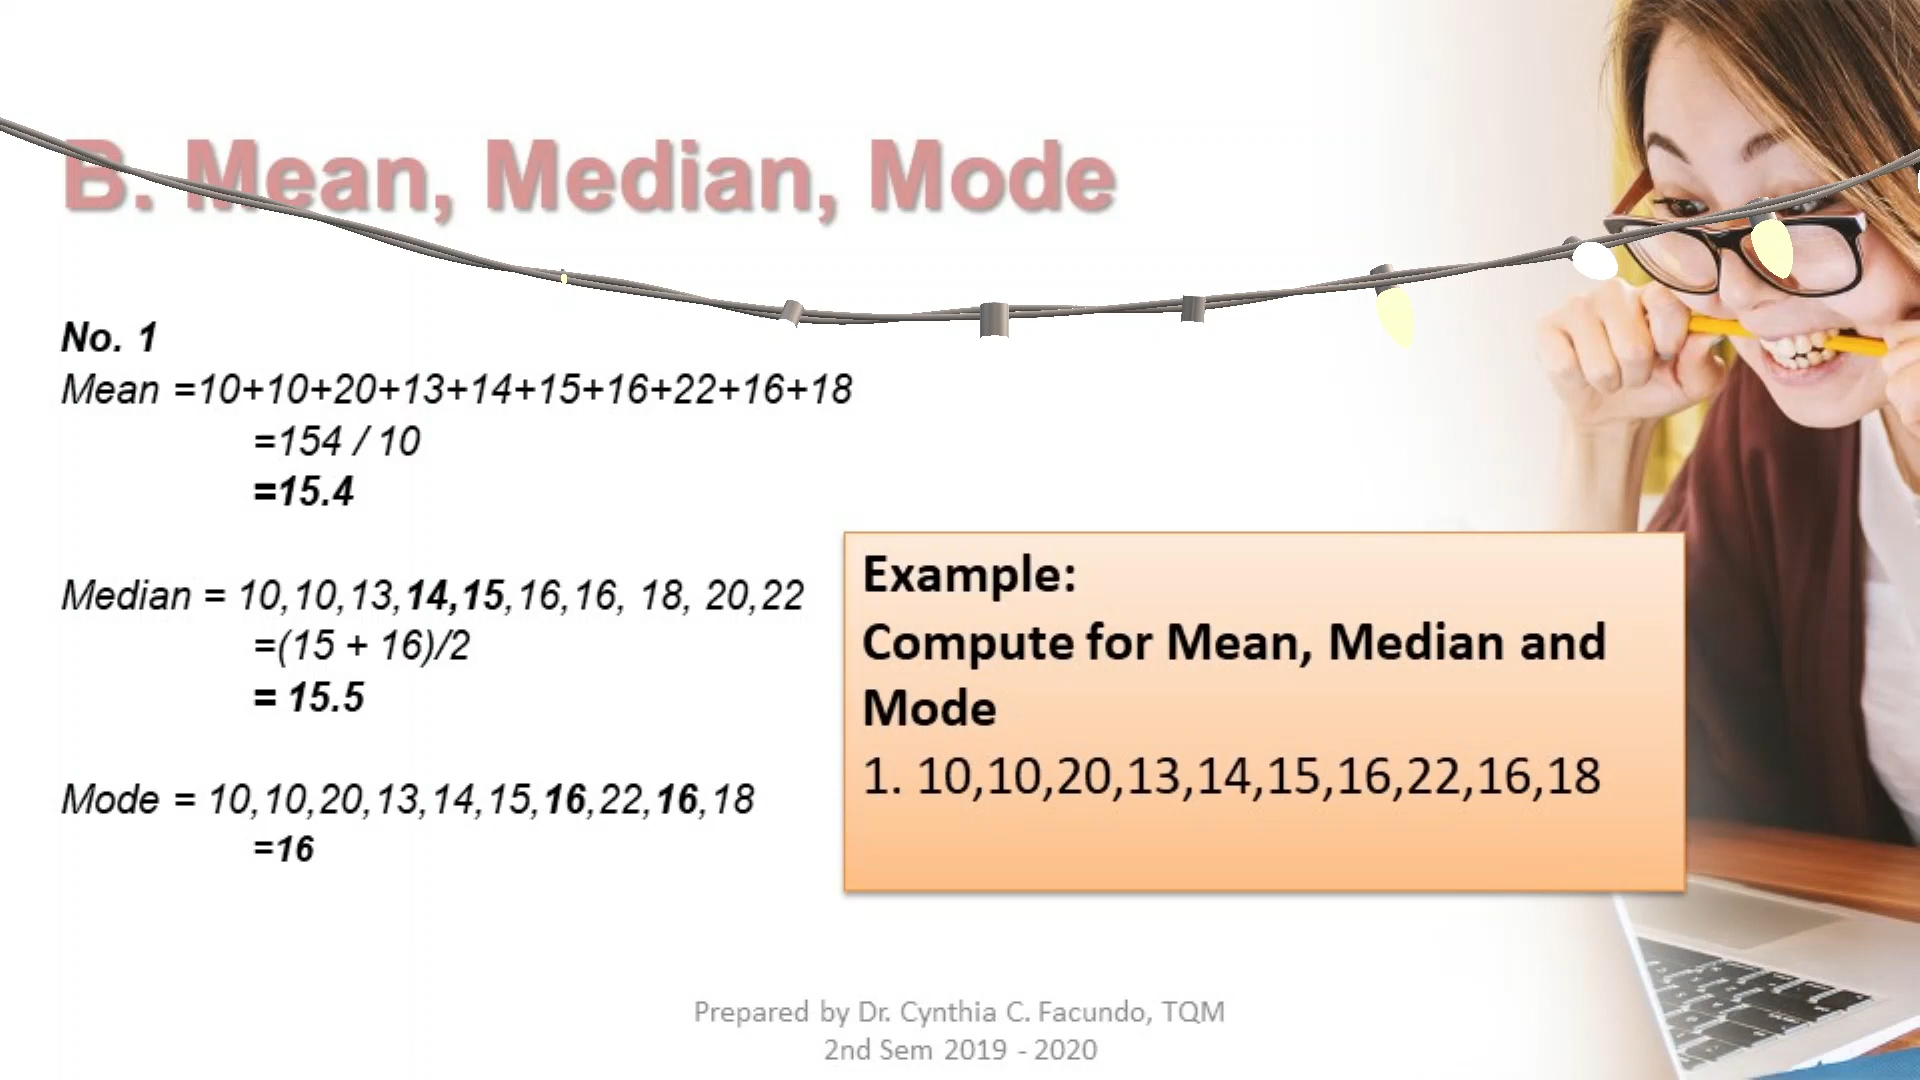 B. Mean, Median, Mode
No. 1
Mean =10+10+20+13+14+15+16+22+16+18
=154 / 10
=15.4
Median = 10,10,13,14,15,16,16, 18, 20,22
=(15 + 16)/2
= 15.5
Mode = 10,10,20,13,14,15,16,22,16,18
=16
Example:
Compute for Mean, Median and
Mode
1. 10,10,20,13,14,15,16,22,16,18
Prepared by Dr. Cynthia C. Facundo, TQM
2nd Sem 2019 - 2020